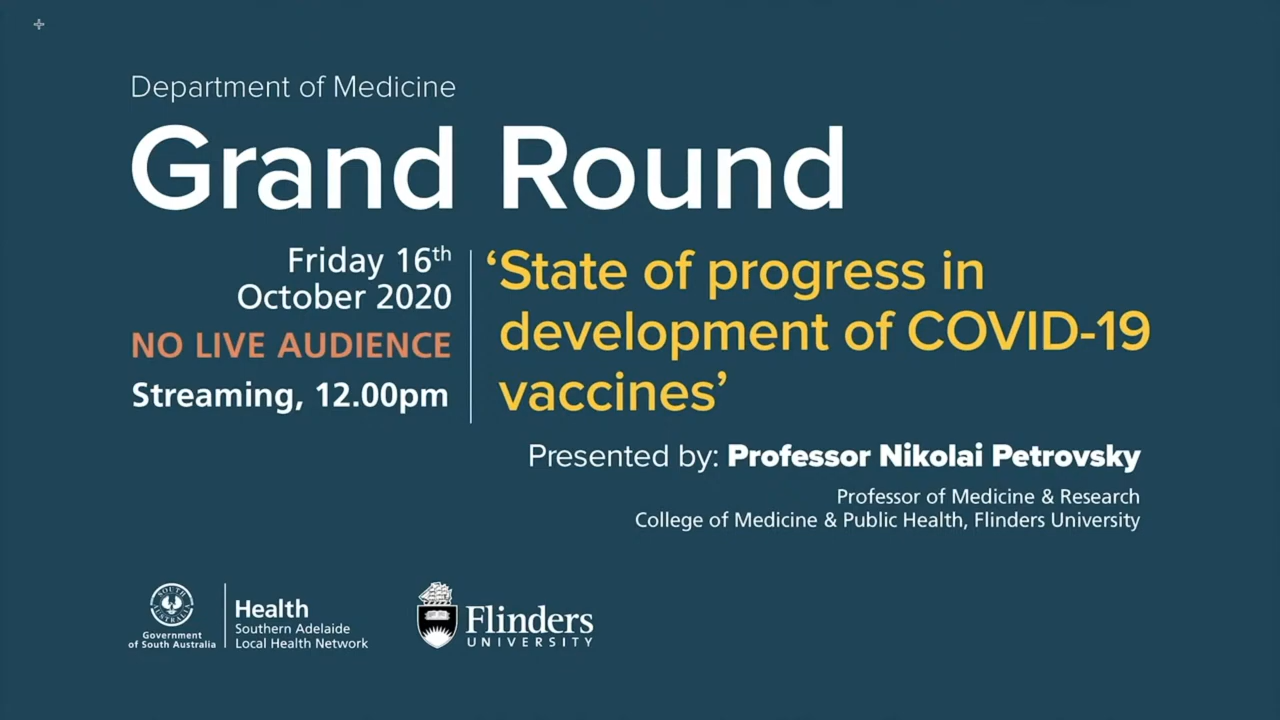 Department of Medicine
Grand Round
Friday 16th
October 2020
NO LIVE AUDIENCE
Streaming, 12.00pm
‘State of progress in
development of COVID-19
vaccines’
Presented by: Professor Nikolai Petrovsky
Professor of Medicine & Research
College of Medicine & Public Health, Flinders University
SOUTH AUSTRALIA
Government
of South Australia
Health
Southern Adelaide
Local Health Network
Flinders
UNIVERSITY